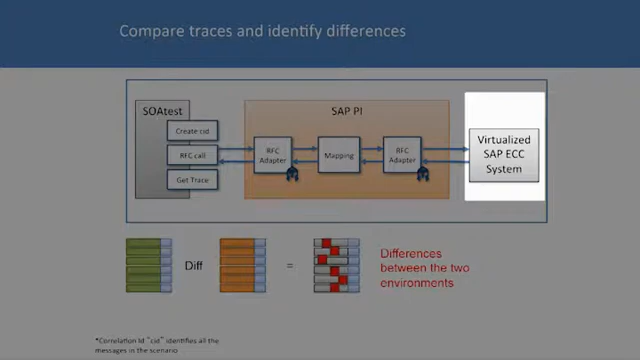 Compare traces and identify differences
SOAtest
SAP PI
Create cid
RFC call
Get Trace
RFC
Adapter
Mapping
RFC
Adapter
Virtualized
SAP ECC
System
Diff
=
Differences
between the two
environments
*Correlation Id "cid" identifies all the
messages in the scenario